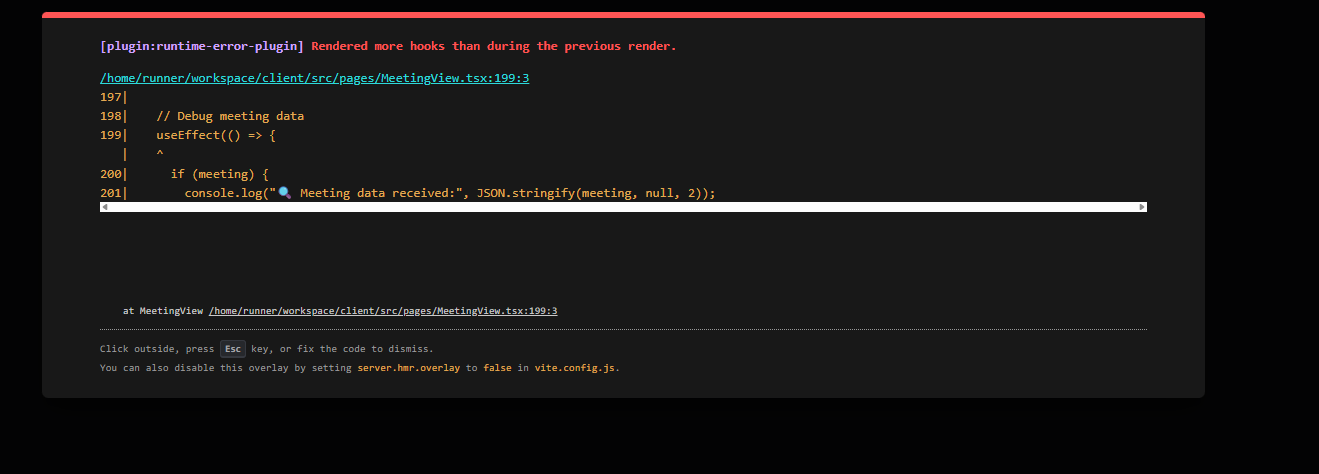 [plugin:runtime-error-plugin] Rendered more hooks than during the previous render.
/home/runner/workspace/client/src/pages/MeetingView.tsx:199:3
197|
198|    // Debug meeting data
199|    useEffect(() => {
   |    ^
200|      if (meeting) {
201|        console.log("🔍 Meeting data received:", JSON.stringify(meeting, null, 2));
at MeetingView /home/runner/workspace/client/src/pages/MeetingView.tsx:199:3
Click outside, press Esc key, or fix the code to dismiss.
You can also disable this overlay by setting server.hmr.overlay to false in vite.config.js.